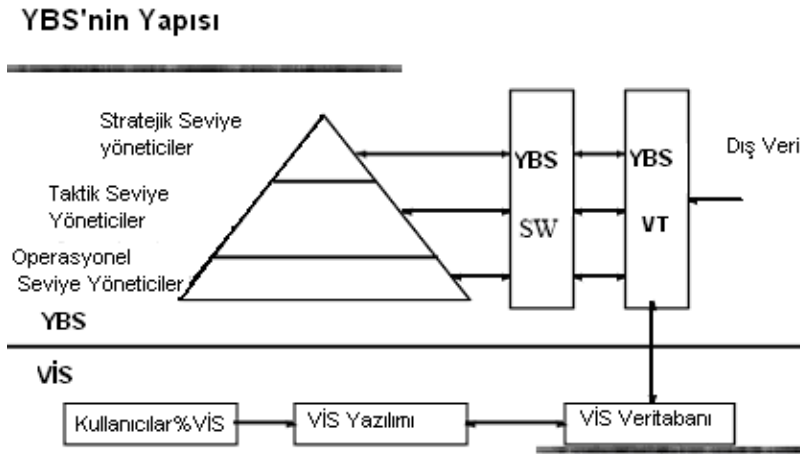 YBS'nin Yapısı
Stratejik Seviye
yöneticiler
Taktik Seviye
Yöneticiler
Operasyonel
Seviye Yöneticiler
YBS
SW
YBS
VT
Dış Veri
YBS
VİS
Kullanıcılar%VİS
VİS Yazılımı
VİS Veritabanı